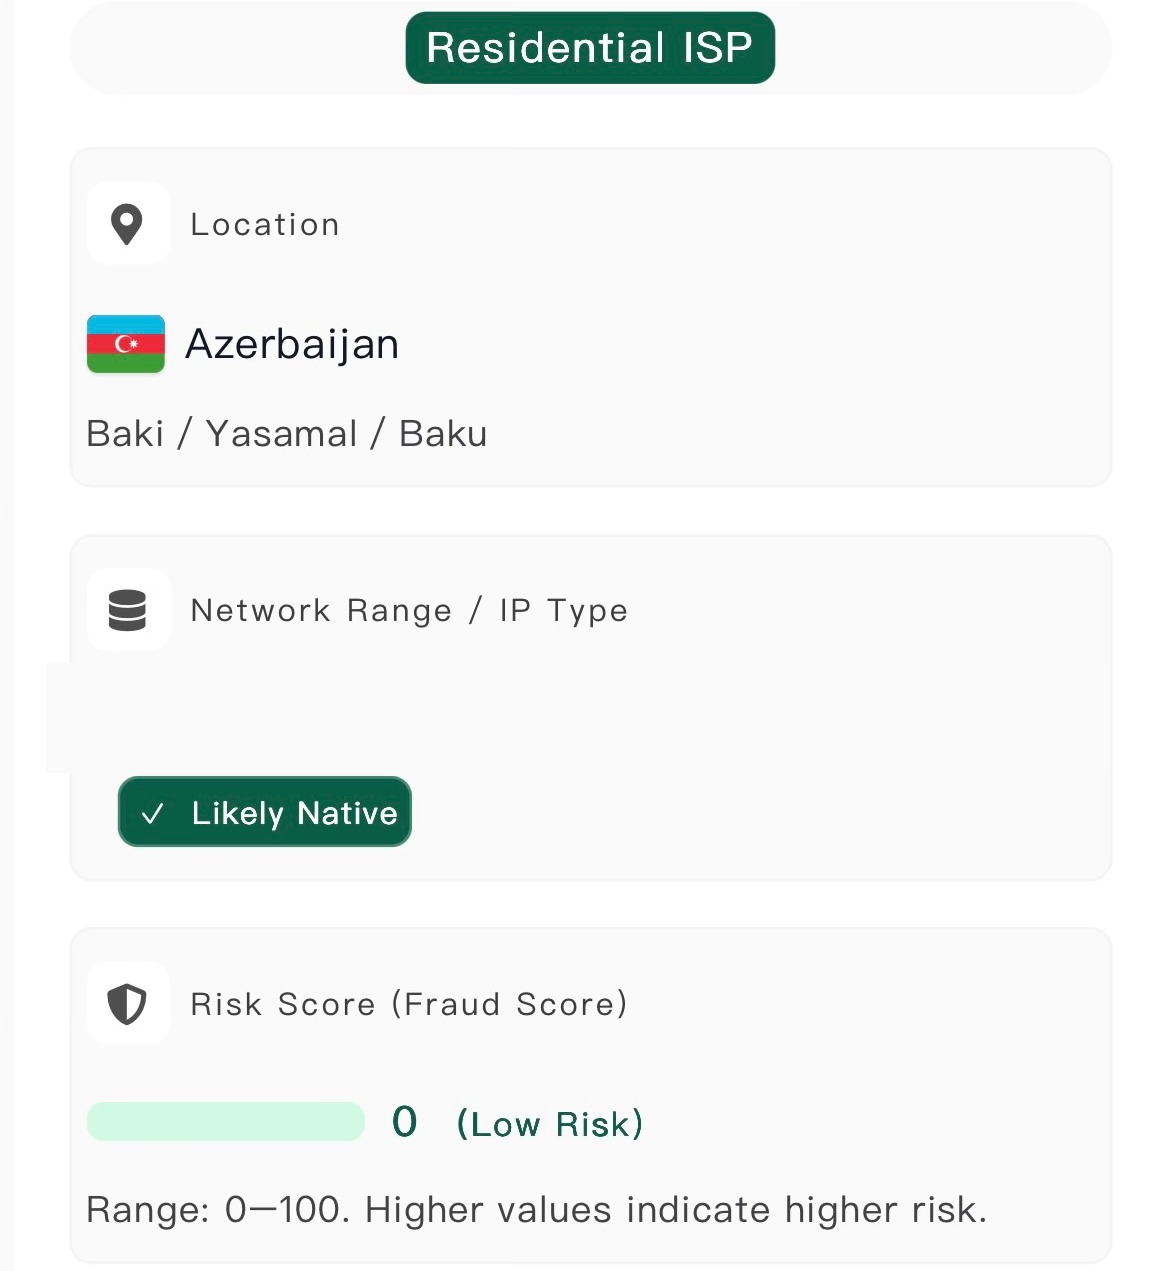 Residential ISP
Location
Azerbaijan
Baki / Yasamal / Baku
Network Range / IP Type
✓ Likely Native
Risk Score (Fraud Score)
0 (Low Risk)
Range: 0–100. Higher values indicate higher risk.